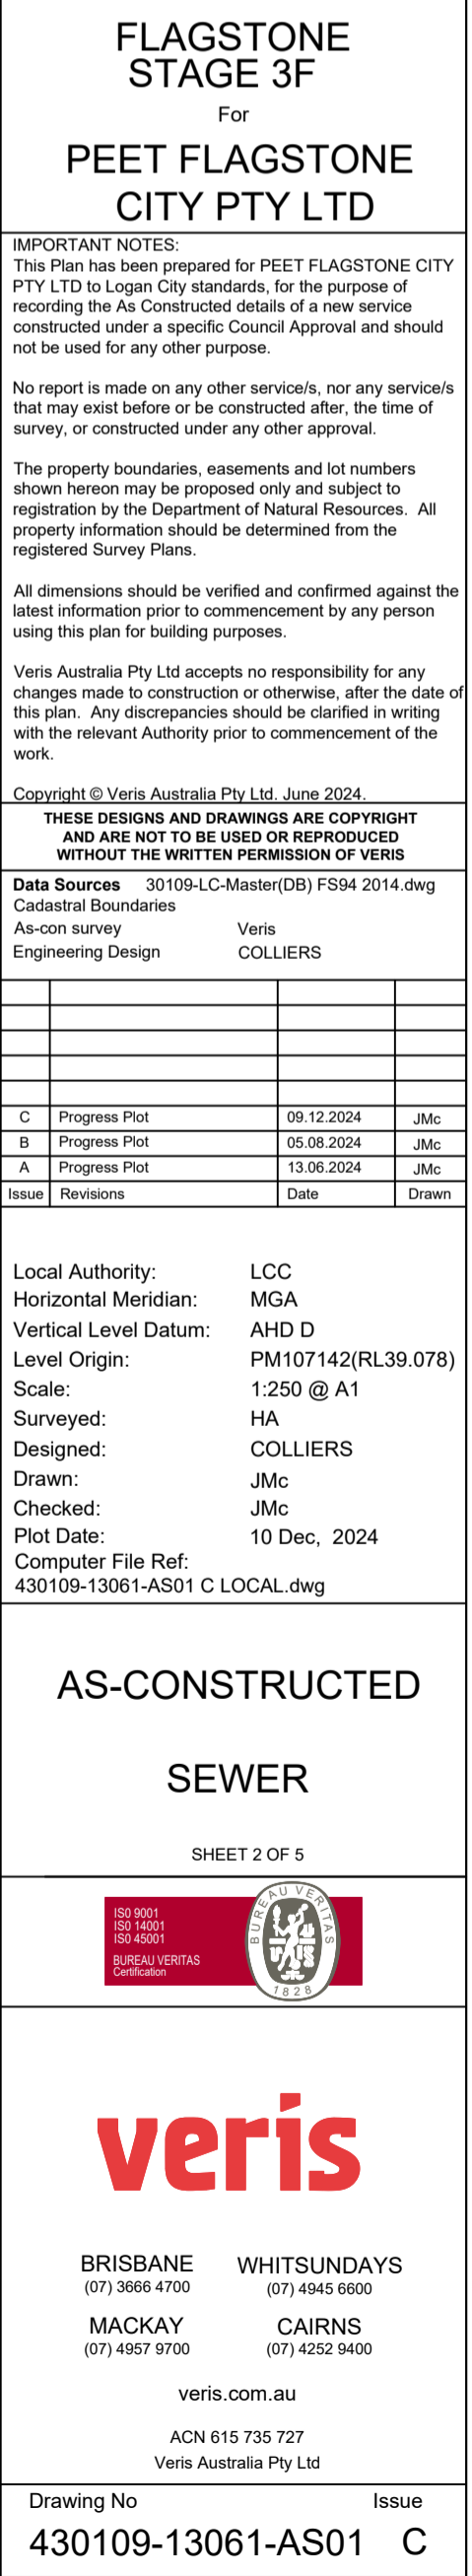 FLAGSTONE
STAGE 3F
For
PEET FLAGSTONE
CITY PTY LTD
IMPORTANT NOTES:
This Plan has been prepared for PEET FLAGSTONE CITY
PTY LTD to Logan City standards, for the purpose of
recording the As Constructed details of a new service
constructed under a specific Council Approval and should
not be used for any other purpose.
No report is made on any other service/s, nor any service/s
that may exist before or be constructed after, the time of
survey, or constructed under any other approval.
The property boundaries, easements and lot numbers
shown hereon may be proposed only and subject to
registration by the Department of Natural Resources. All
property information should be determined from the
registered Survey Plans.
All dimensions should be verified and confirmed against the
latest information prior to commencement by any person
using this plan for building purposes.
Veris Australia Pty Ltd accepts no responsibility for any
changes made to construction or otherwise, after the date of
this plan. Any discrepancies should be clarified in writing
with the relevant Authority prior to commencement of the
work.
Copyright © Veris Australia Pty Ltd. June 2024.
THESE DESIGNS AND DRAWINGS ARE COPYRIGHT
AND ARE NOT TO BE USED OR REPRODUCED
WITHOUT THE WRITTEN PERMISSION OF VERIS
Data Sources 30109-LC-Master(DB) FS94 2014.dwg
Cadastral Boundaries
As-con survey Veris
Engineering Design COLLIERS
C Progress Plot 09.12.2024 JMc
B Progress Plot 05.08.2024 JMc
A Progress Plot 13.06.2024 JMc
Issue Revisions Date Drawn
Local Authority: LCC
Horizontal Meridian: MGA
Vertical Level Datum: AHD D
Level Origin: PM107142(RL39.078)
Scale: 1:250 @ A1
Surveyed: HA
Designed: COLLIERS
Drawn: JMc
Checked: JMc
Plot Date: 10 Dec, 2024
Computer File Ref:
430109-13061-AS01 C LOCAL.dwg
AS-CONSTRUCTED
SEWER
SHEET 2 OF 5
IS0 9001
IS0 14001
IS0 45001
BUREAU VERITAS
Certification
BUREAU VERITAS
1828
veris
BRISBANE WHITSUNDAYS
(07) 3666 4700 (07) 4945 6600
MACKAY CAIRNS
(07) 4957 9700 (07) 4252 9400
veris.com.au
ACN 615 735 727
Veris Australia Pty Ltd
Drawing No Issue
430109-13061-AS01 C